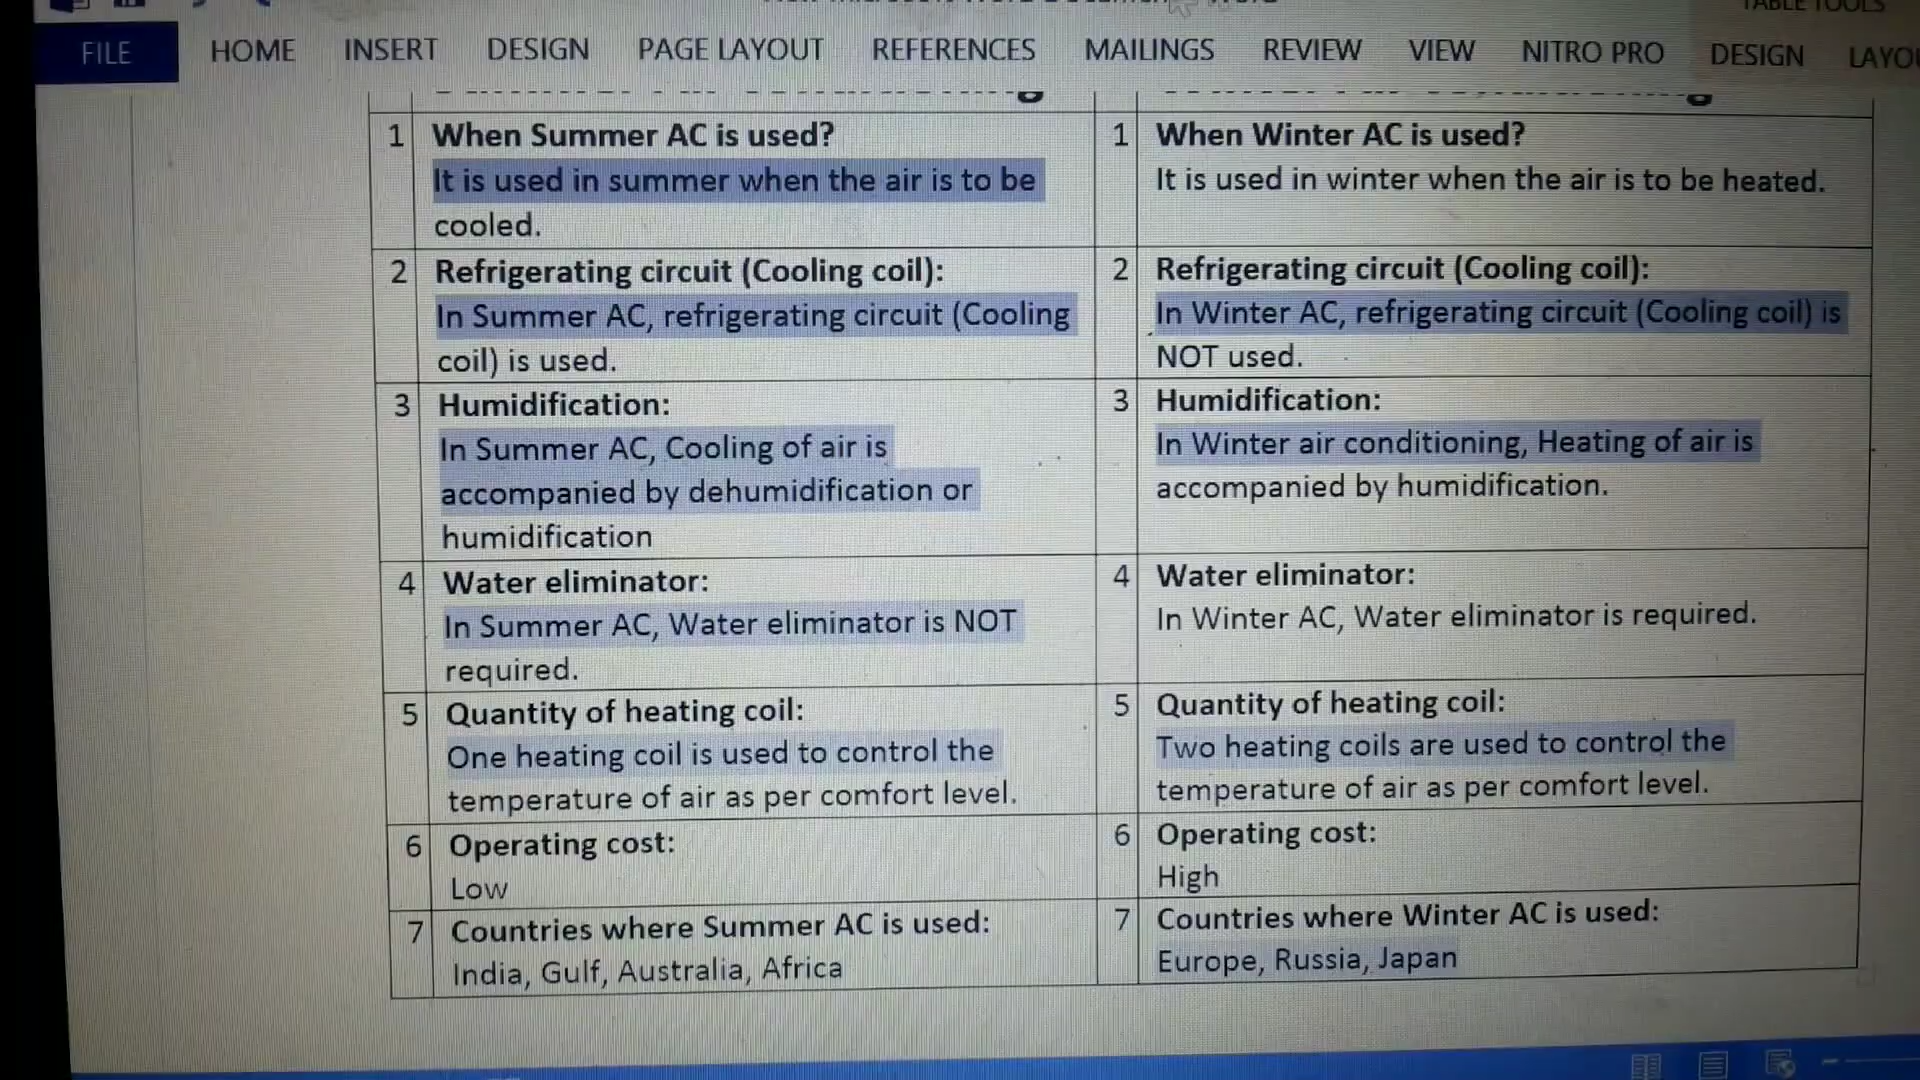 TABLE TOOLS
FILE HOME INSERT DESIGN PAGE LAYOUT REFERENCES MAILINGS REVIEW VIEW NITRO PRO DESIGN
1 When Summer AC is used?
It is used in summer when the air is to be
cooled.
2 Refrigerating circuit (Cooling coil):
In Summer AC, refrigerating circuit (Cooling
coil) is used.
3 Humidification:
In Summer AC, Cooling of air is
accompanied by dehumidification or
humidification
4 Water eliminator:
In Summer AC, Water eliminator is NOT
required.
5 Quantity of heating coil:
One heating coil is used to control the
temperature of air as per comfort level.
6 Operating cost:
Low
7 Countries where Summer AC is used:
India, Gulf, Australia, Africa
1 When Winter AC is used?
It is used in winter when the air is to be heated.
2 Refrigerating circuit (Cooling coil):
In Winter AC, refrigerating circuit (Cooling coil) is
NOT used.
3 Humidification:
In Winter air conditioning, Heating of air is
accompanied by humidification.
4 Water eliminator:
In Winter AC, Water eliminator is required.
5 Quantity of heating coil:
Two heating coils are used to control the
temperature of air as per comfort level.
6 Operating cost:
High
7 Countries where Winter AC is used:
Europe, Russia, Japan